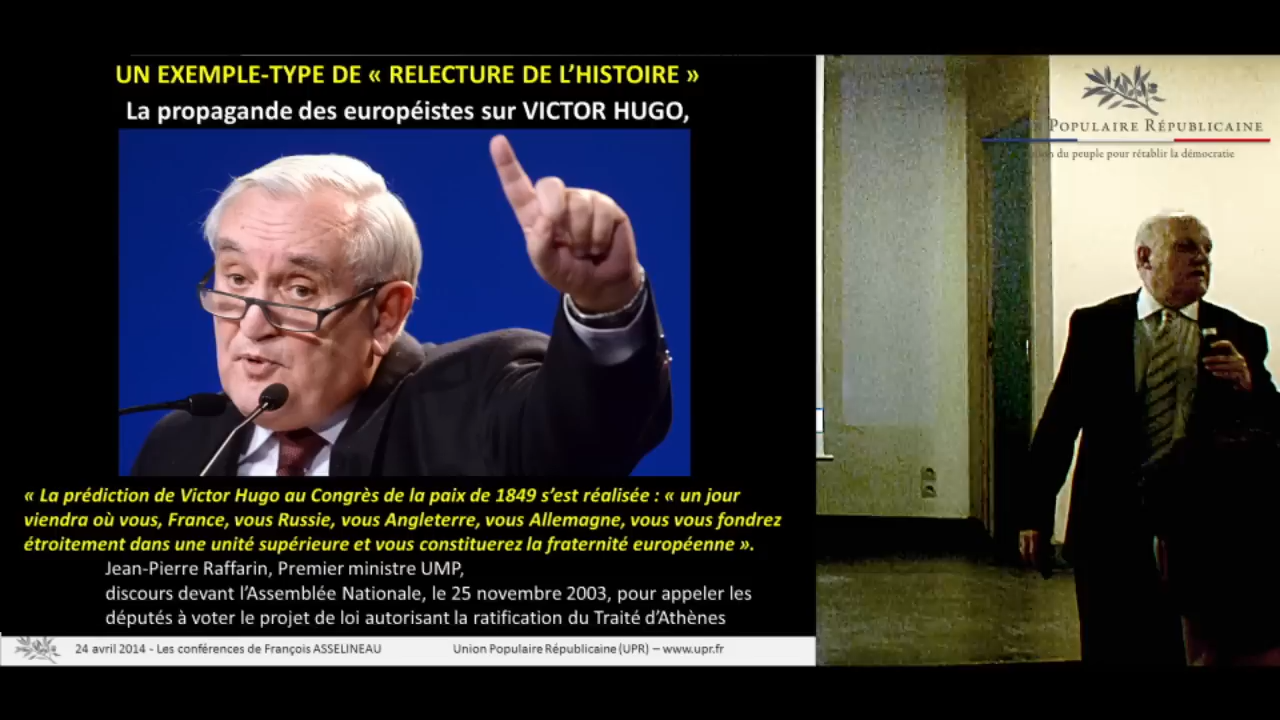 UN EXEMPLE-TYPE DE « RELECTURE DE L'HISTOIRE »
La propagande des européistes sur VICTOR HUGO,
« La prédiction de Victor Hugo au Congrès de la paix de 1849 s'est réalisée : « un jour
viendra où vous, France, vous Russie, vous Angleterre, vous Allemagne, vous vous fondrez
étroitement dans une unité supérieure et vous constituerez la fraternité européenne ».
Jean-Pierre Raffarin, Premier ministre UMP,
discours devant l'Assemblée Nationale, le 25 novembre 2003, pour appeler les
députés à voter le projet de loi autorisant la ratification du Traité d'Athènes
24 avril 2014 - Les conférences de François ASSELINEAU
Union Populaire Républicaine (UPR) – www.upr.fr
Populaire Républicaine
du peuple pour rétablir la démocratie